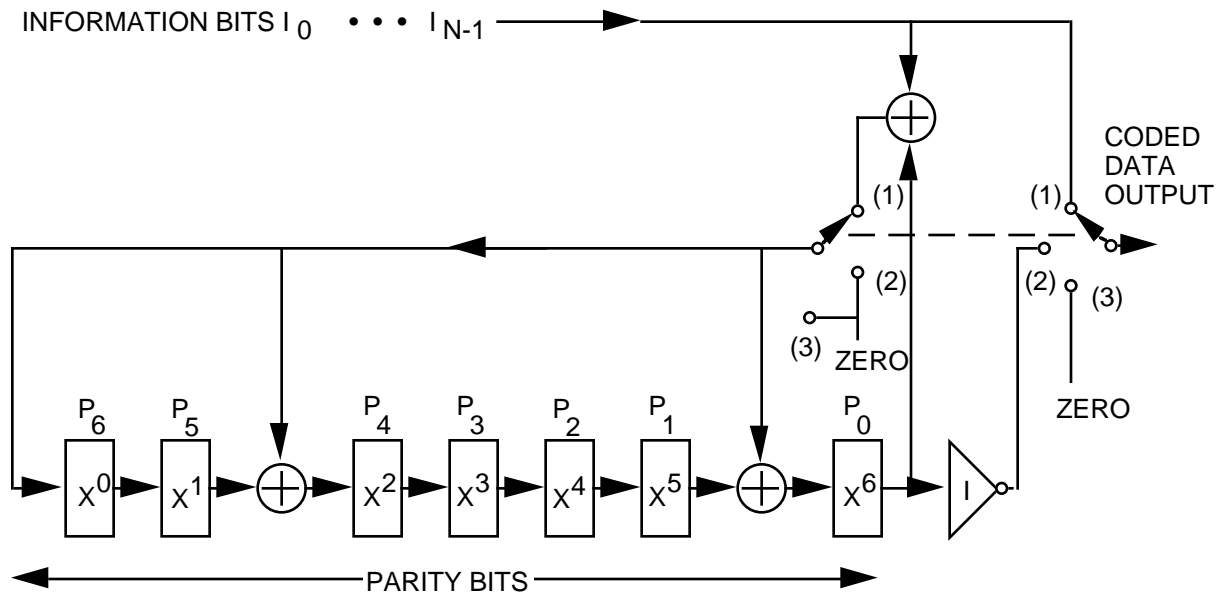 INFORMATION BITS I0 • • • IN-1
CODED
DATA
OUTPUT
(1)
(1)
(2)
(2)
(3)
(3)
ZERO
ZERO
P6 P5 P4 P3 P2 P1 P0
X0 X1 X2 X3 X4 X5 X6 I
PARITY BITS